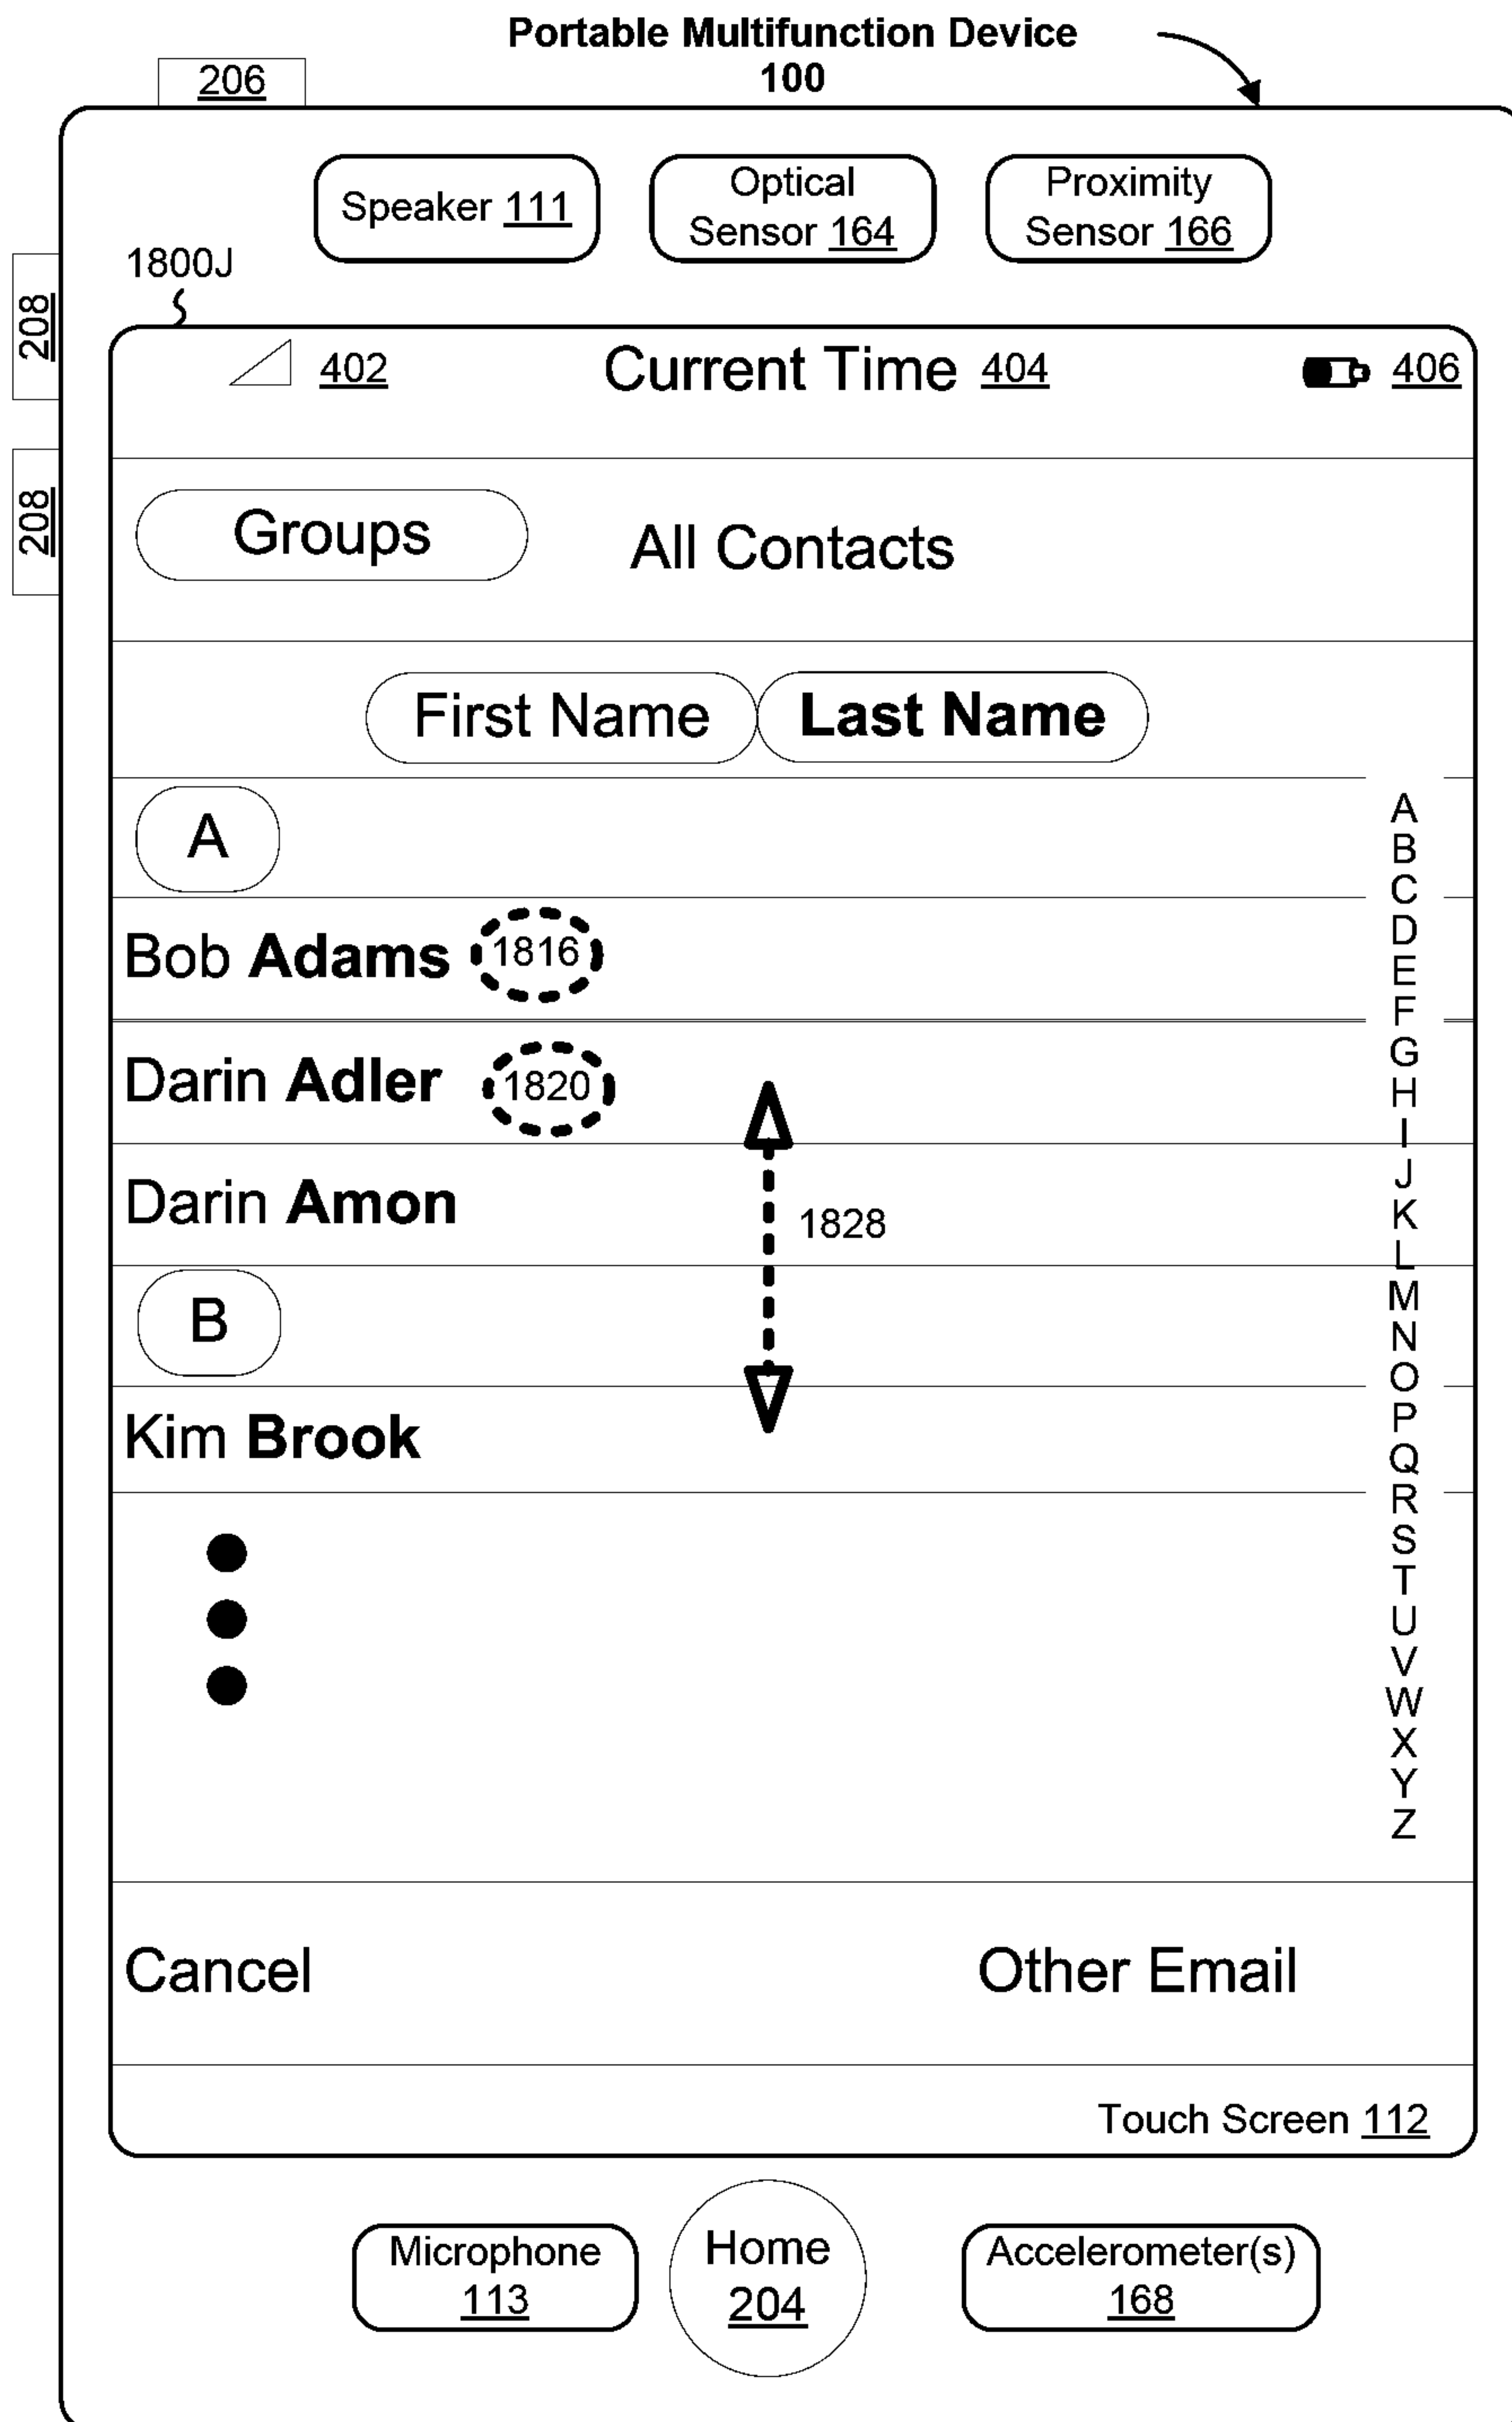 Portable Multifunction Device
100
206
Speaker 111
Optical
Sensor 164
Proximity
Sensor 166
1800J
208
208
402
Current Time 404
406
Groups
All Contacts
First Name
Last Name
A
Bob Adams
1816
Darin Adler
1820
Darin Amon
1828
B
Kim Brook
A
B
C
D
E
F
G
H
I
J
K
L
M
N
O
P
Q
R
S
T
U
V
W
X
Y
Z
Cancel
Other Email
Touch Screen 112
Microphone
113
Home
204
Accelerometer(s)
168